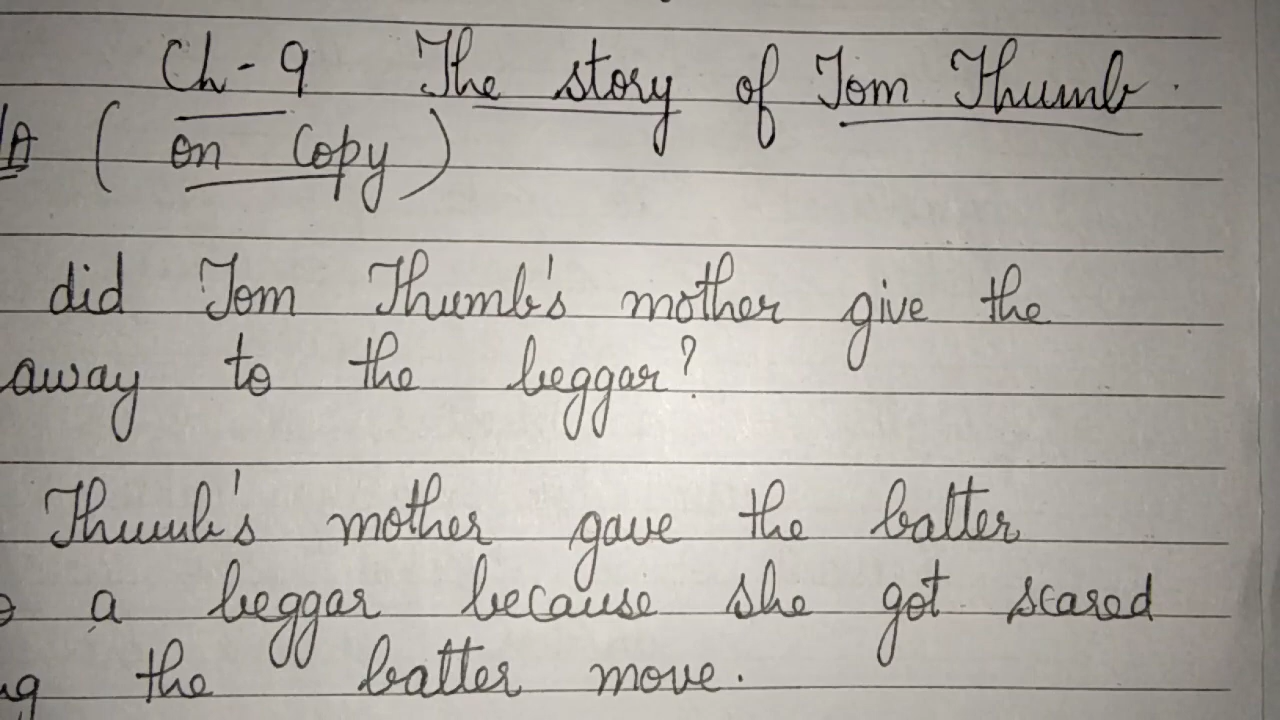 Ch-9 The story of Tom Thumb.
A (on Copy)
did Tom Thumb's mother give the
away to the beggar?
Thumb's mother gave the batter
a beggar because she got scared
the batter move.